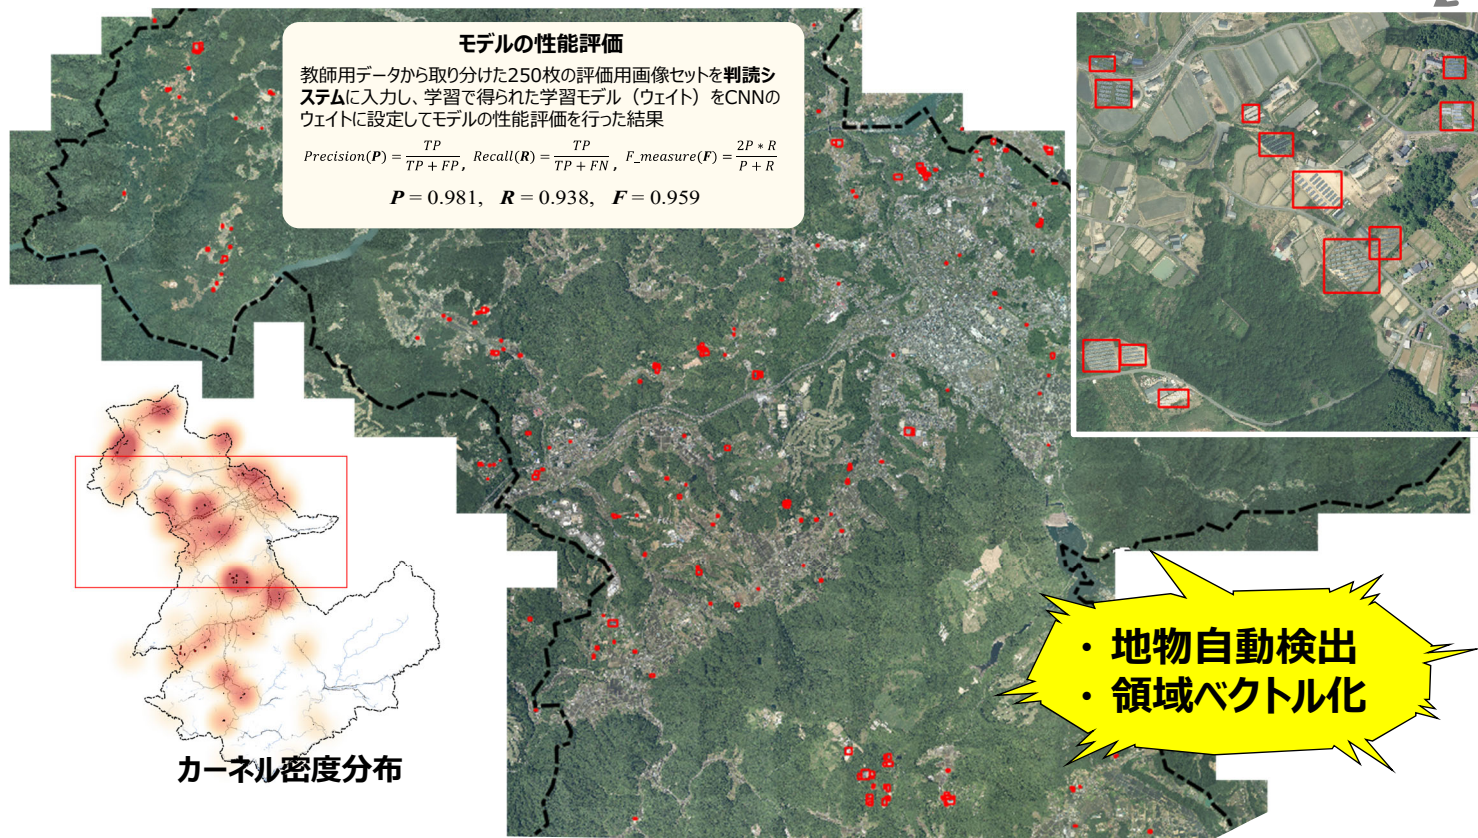 モデルの性能評価
教師用データから取り分けた250枚の評価用画像セットを判読シ
ステムに入力し、学習で得られた学習モデル（ウェイト）をCNNの
ウェイトに設定してモデルの性能評価を行った結果
Precision(P) = TP / (TP + FP), Recall(R) = TP / (TP + FN), F_measure(F) = 2P * R / (P + R)
P = 0.981, R = 0.938, F = 0.959
・ 地物自動検出
・ 領域ベクトル化
カーネル密度分布